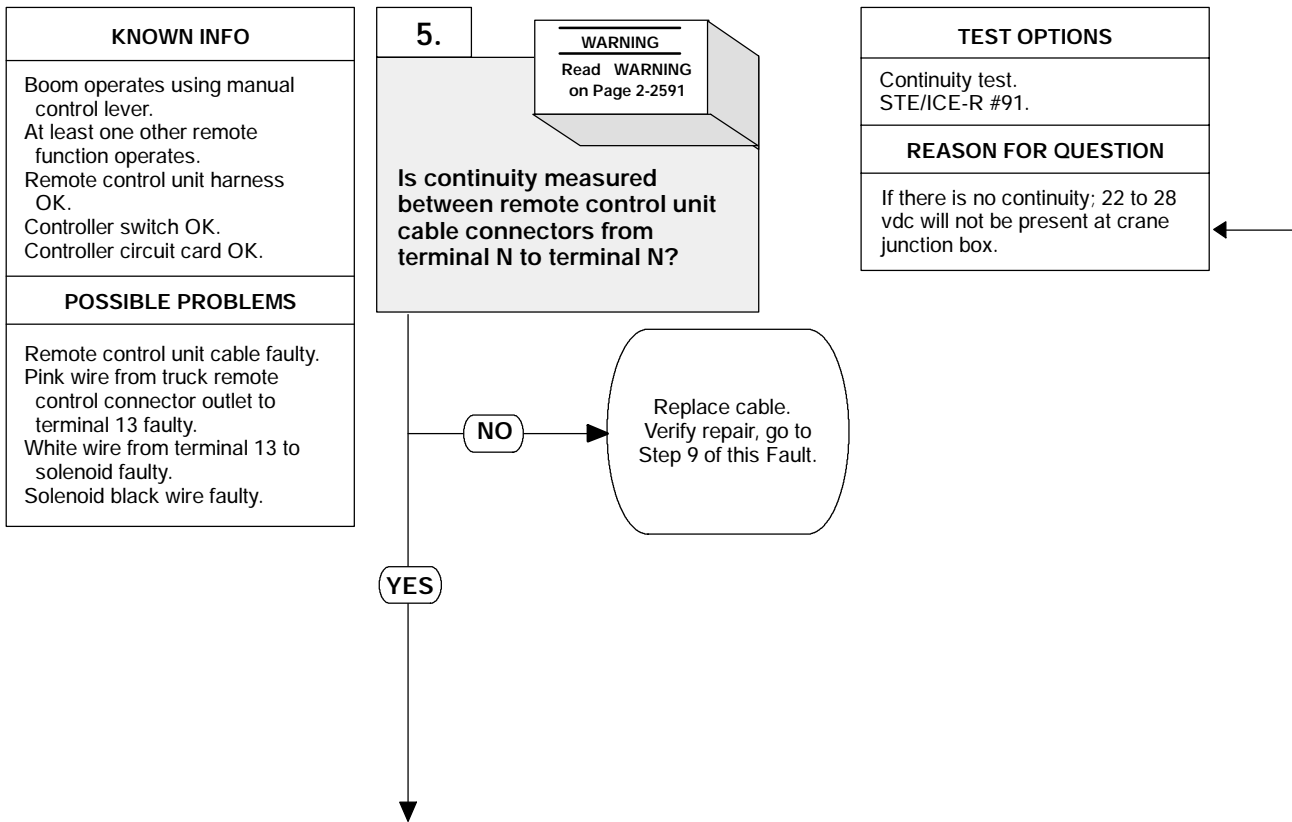 KNOWN INFO
Boom operates using manual
control lever.
At least one other remote
function operates.
Remote control unit harness
OK.
Controller switch OK.
Controller circuit card OK.
POSSIBLE PROBLEMS
Remote control unit cable faulty.
Pink wire from truck remote
control connector outlet to
terminal 13 faulty.
White wire from terminal 13 to
solenoid faulty.
Solenoid black wire faulty.
5.
WARNING
Read WARNING
on Page 2-2591
Is continuity measured
between remote control unit
cable connectors from
terminal N to terminal N?
TEST OPTIONS
Continuity test.
STE/ICE-R #91.
REASON FOR QUESTION
If there is no continuity; 22 to 28
vdc will not be present at crane
junction box.
NO
Replace cable.
Verify repair, go to
Step 9 of this Fault.
YES